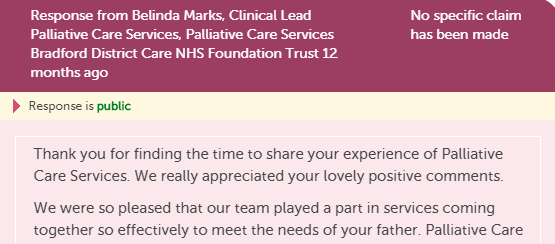 Response from Belinda Marks, Clinical Lead
Palliative Care Services, Palliative Care Services
Bradford District Care NHS Foundation Trust 12
months ago
No specific claim
has been made
Response is public
Thank you for finding the time to share your experience of Palliative
Care Services. We really appreciated your lovely positive comments.
We were so pleased that our team played a part in services coming
together so effectively to meet the needs of your father. Palliative Care